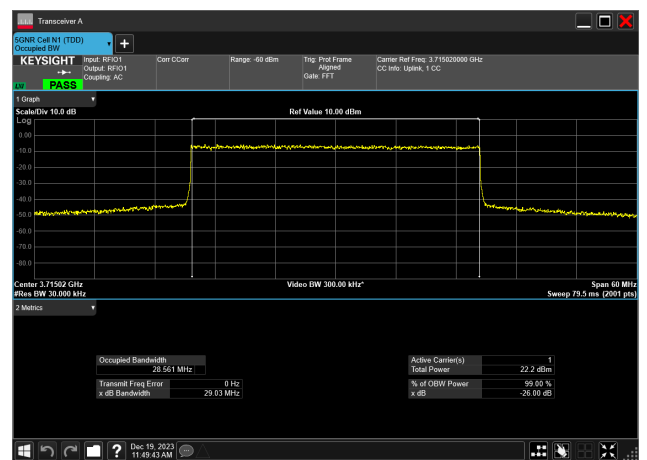 Transceiver A
5GNR Cell N1 (TDD)
Occupied BW
KEYSIGHT
Input: RFIO1
Output: RFIO1
Coupling: AC
Corr CCorr
Range: -60 dBm
Trig: Prot Frame
Aligned
Gate: FFT
Carrier Ref Freq: 3.715020000 GHz
CC Info: Uplink, 1 CC
PASS
1 Graph
Scale/Div 10.0 dB
Ref Value 10.00 dBm
Log
0.00
-10.0
-20.0
-30.0
-40.0
-50.0
-60.0
-70.0
-80.0
Center 3.71502 GHz
Video BW 300.00 kHz*
Span 60 MHz
#Res BW 30.000 kHz
Sweep 79.5 ms (2001 pts)
2 Metrics
Occupied Bandwidth
28.561 MHz
Active Carrier(s) 1
Total Power 22.2 dBm
Transmit Freq Error 0 Hz
x dB Bandwidth 29.03 MHz
% of OBW Power 99.00 %
x dB -26.00 dB
Dec 19, 2023
11:49:43 AM